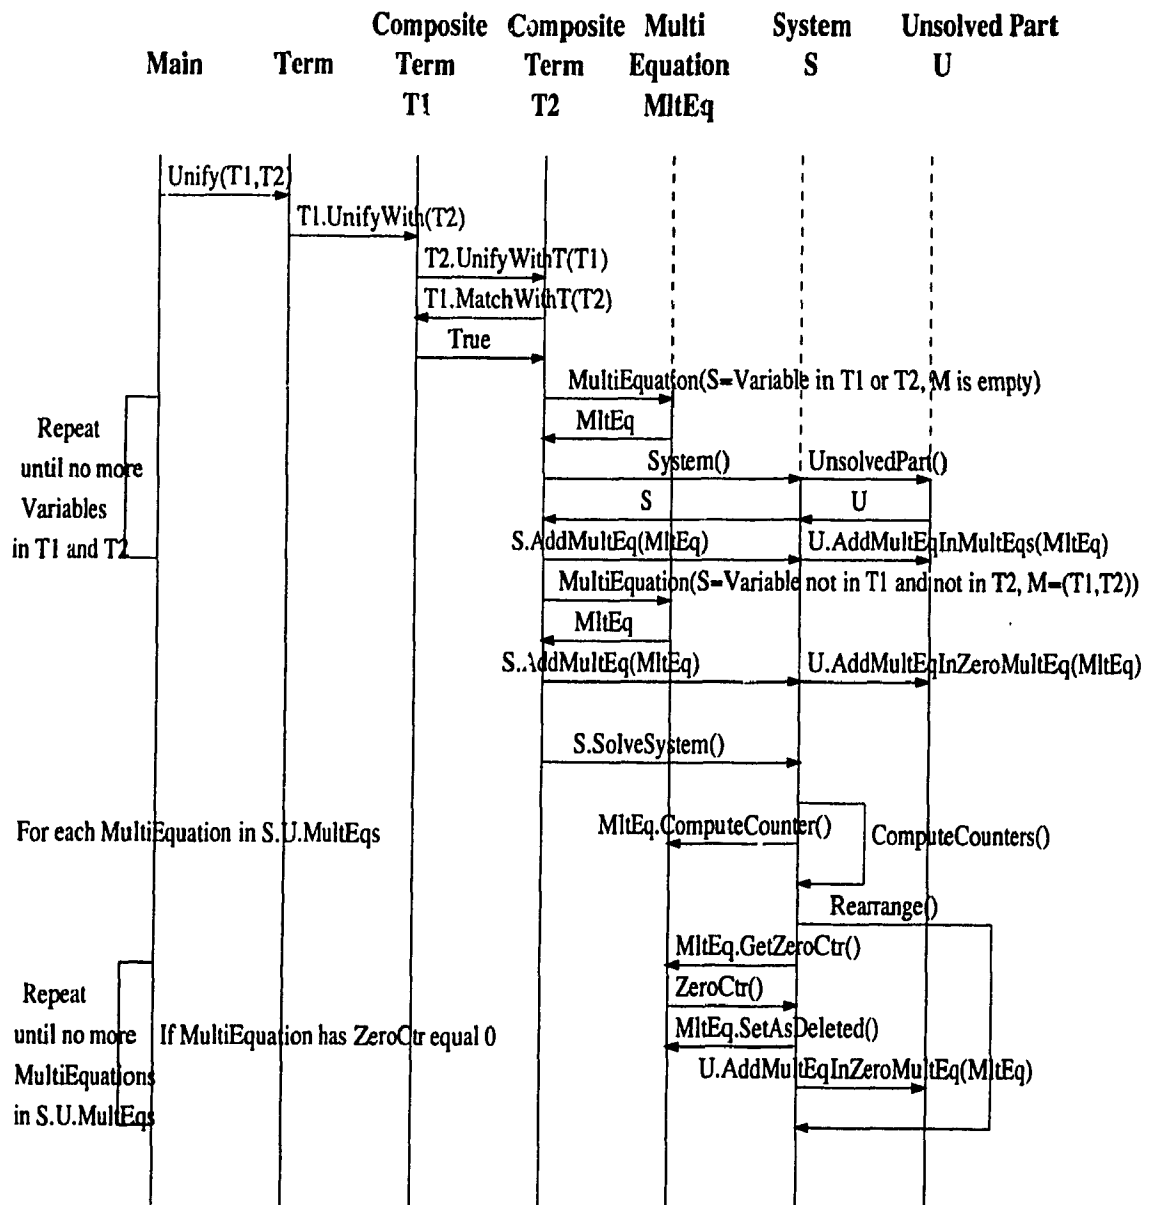 Composite Composite Multi System Unsolved Part
Main Term Term Term Equation S U
T1 T2 MltEq
Unify(T1,T2)
T1.UnifyWith(T2)
T2.UnifyWithT(T1)
T1.MatchWithT(T2)
True
MultiEquation(S=Variable in T1 or T2, M is empty)
Repeat
until no more
Variables
in T1 and T2
MltEq
System() UnsolvedPart()
S U
S.AddMultEq(MltEq) U.AddMultEqInMultEqs(MltEq)
MultiEquation(S=Variable not in T1 and not in T2, M=(T1,T2))
MltEq
S.AddMultEq(MltEq) U.AddMultEqInZeroMultEq(MltEq)
S.SolveSystem()
For each MultiEquation in S.U.MultEqs
MltEq.ComputeCounter() ComputeCounters()
Rearrange()
MltEq.GetZeroCtr()
ZeroCtr()
Repeat
until no more
MultiEquations
in S.U.MultEqs
If MultiEquation has ZeroCtr equal 0
MltEq.SetAsDeleted()
U.AddMultEqInZeroMultEq(MltEq)